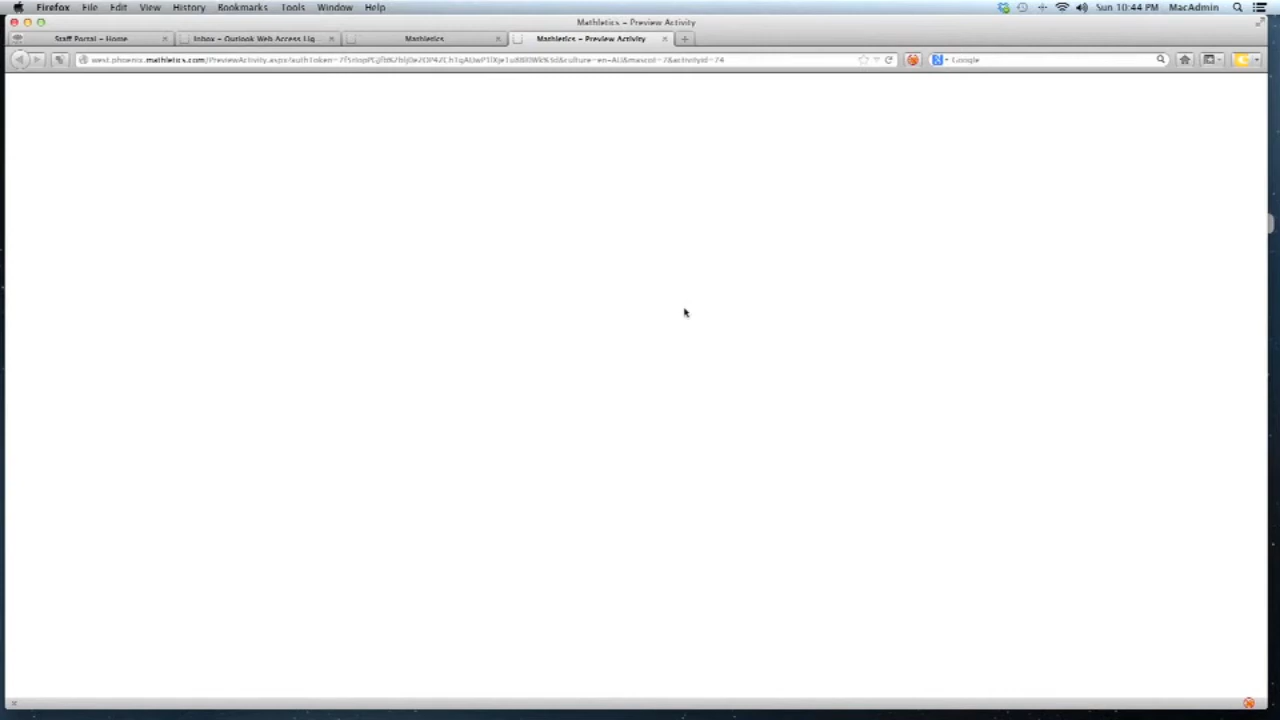 Firefox File Edit View History Bookmarks Tools Window Help Sun 10:44 PM MacAdmin
Mathletics – Preview Activity
Staff Portal – Home Inbox – Outlook Web Access Lig... Mathletics Mathletics – Preview Activity
Google